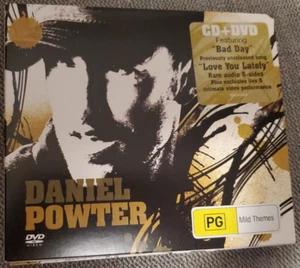 CD+DVD
Featuring
"Bad Day"
Previously unreleased song,
"Love You Lately"
Rare audio B-sides
Plus exclusive live &
intimate video performance
DANIEL
POWTER
DVD
VIDEO
PG
Mild Themes